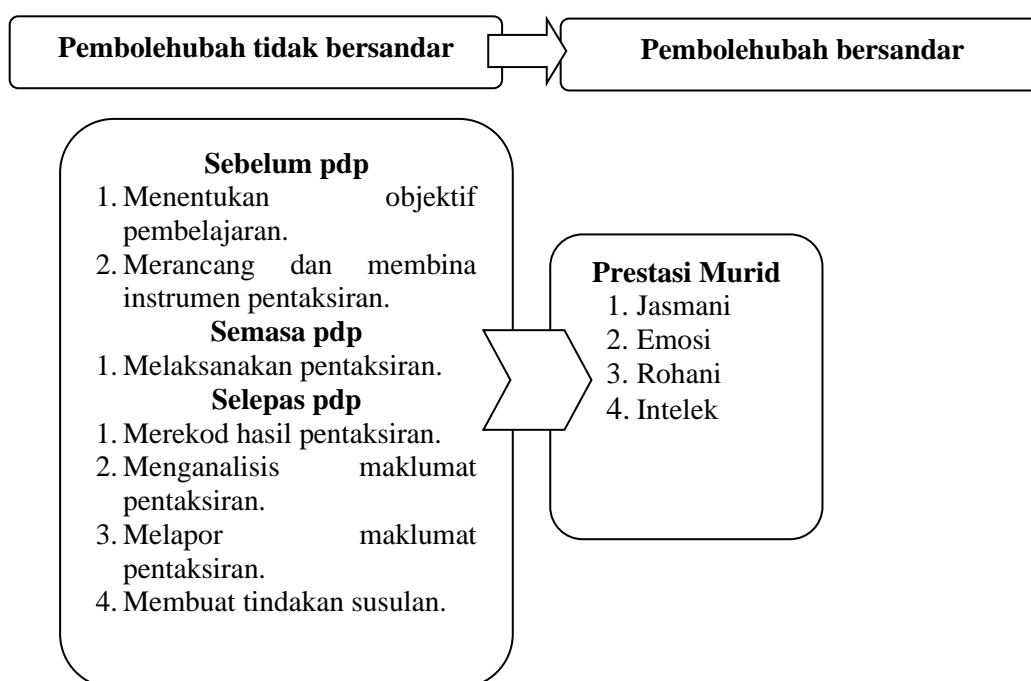 Pembolehubah tidak bersandar
Pembolehubah bersandar
Sebelum pdp
1. Menentukan objektif
pembelajaran.
2. Merancang dan membina
instrumen pentaksiran.
Semasa pdp
1. Melaksanakan pentaksiran.
Selepas pdp
1. Merekod hasil pentaksiran.
2. Menganalisis maklumat
pentaksiran.
3. Melapor maklumat
pentaksiran.
4. Membuat tindakan susulan.
Prestasi Murid
1. Jasmani
2. Emosi
3. Rohani
4. Intelek